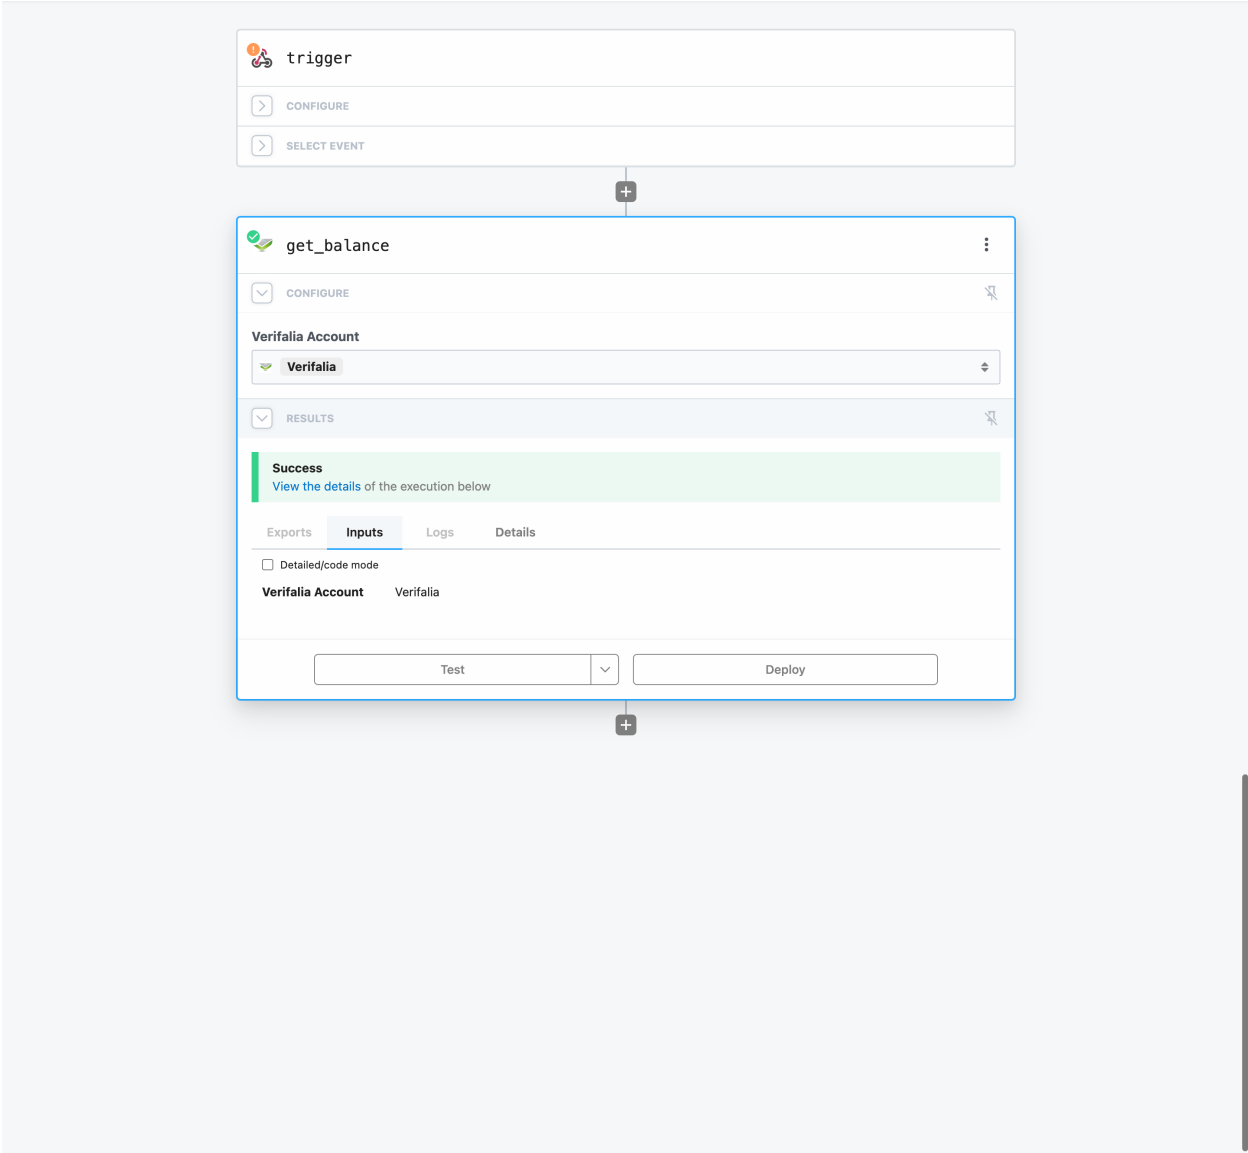 trigger
CONFIGURE
SELECT EVENT
get_balance
CONFIGURE
Verifalia Account
Verifalia
RESULTS
Success
View the details of the execution below
Exports Inputs Logs Details
Detailed/code mode
Verifalia Account Verifalia
Test Deploy